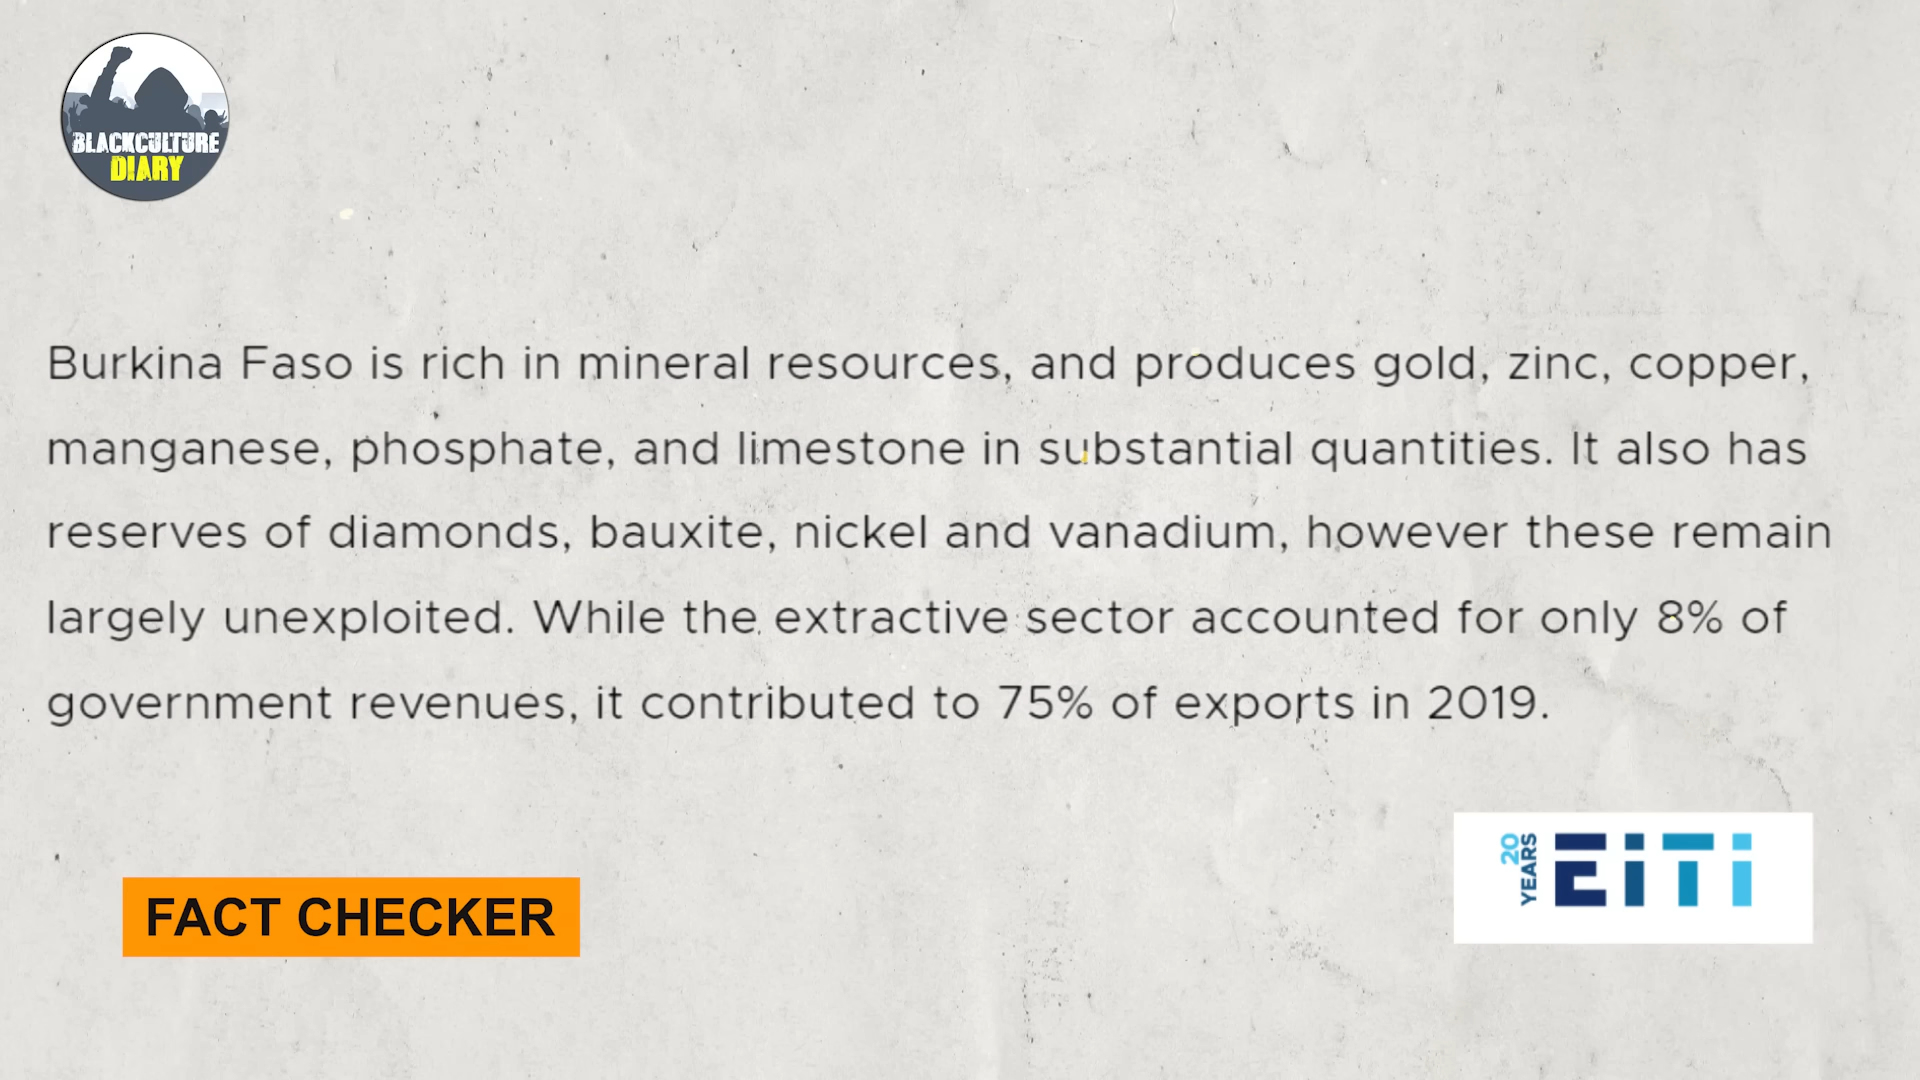 BLACKCULTURE
DIARY
Burkina Faso is rich in mineral resources, and produces gold, zinc, copper,
manganese, phosphate, and limestone in substantial quantities. It also has
reserves of diamonds, bauxite, nickel and vanadium, however these remain
largely unexploited. While the extractive sector accounted for only 8% of
government revenues, it contributed to 75% of exports in 2019.
FACT CHECKER
20
YEARS
EiTi